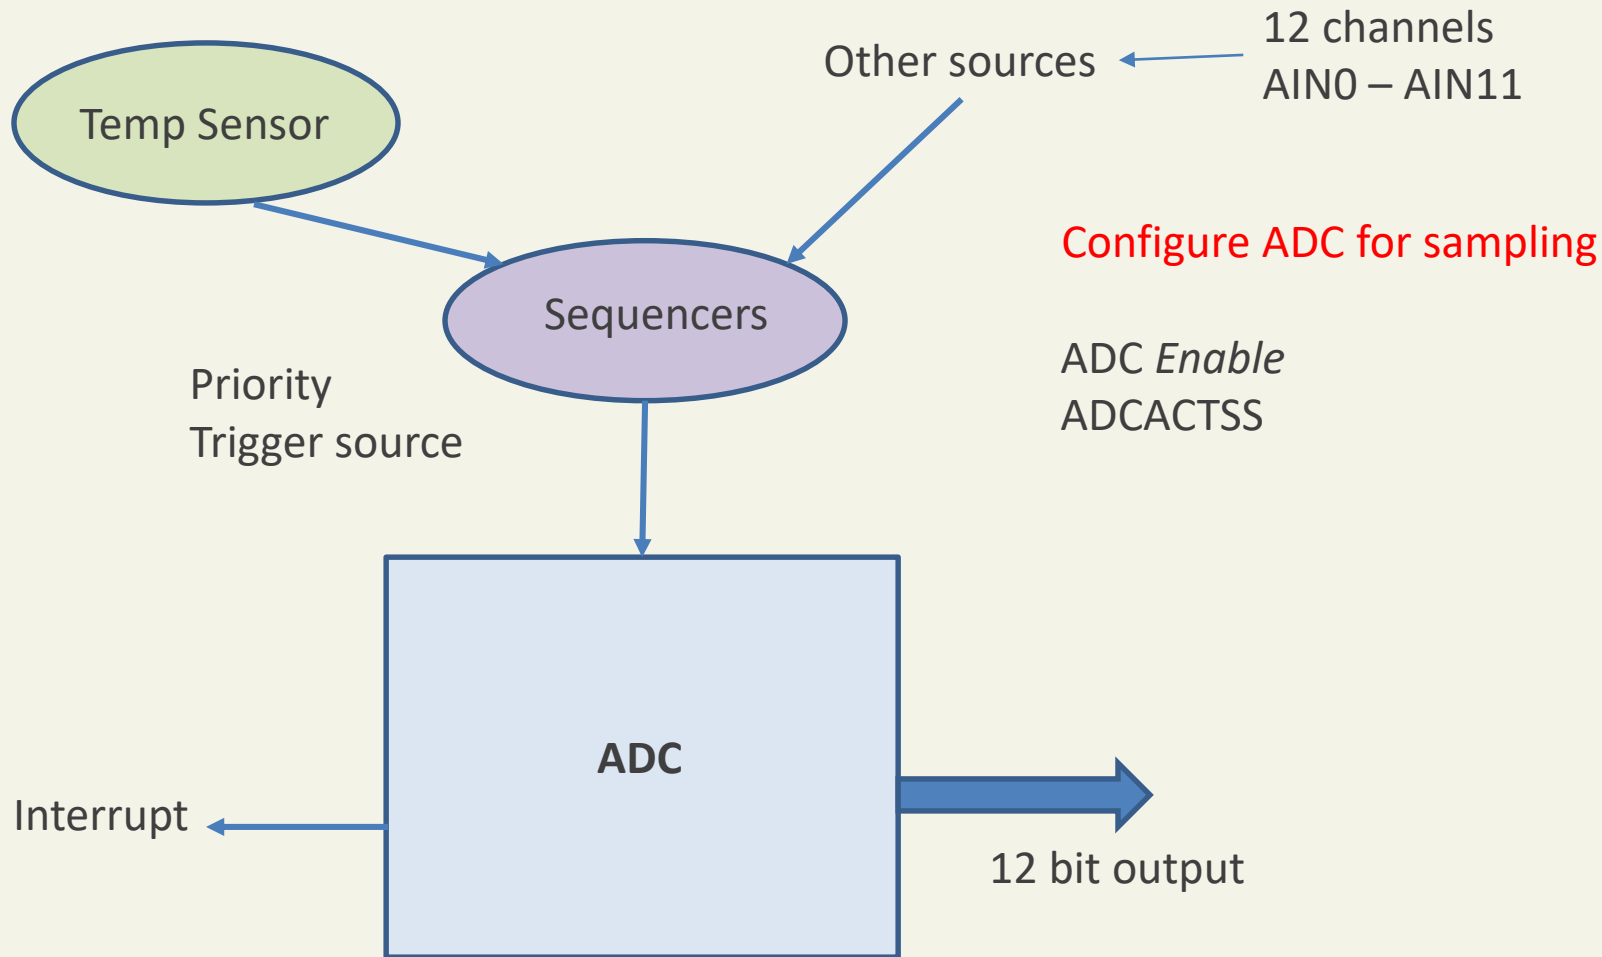 12 channels
AIN0 – AIN11
Other sources
Temp Sensor
Configure ADC for sampling
Sequencers
ADC Enable
ADCACTSS
Priority
Trigger source
ADC
Interrupt
12 bit output